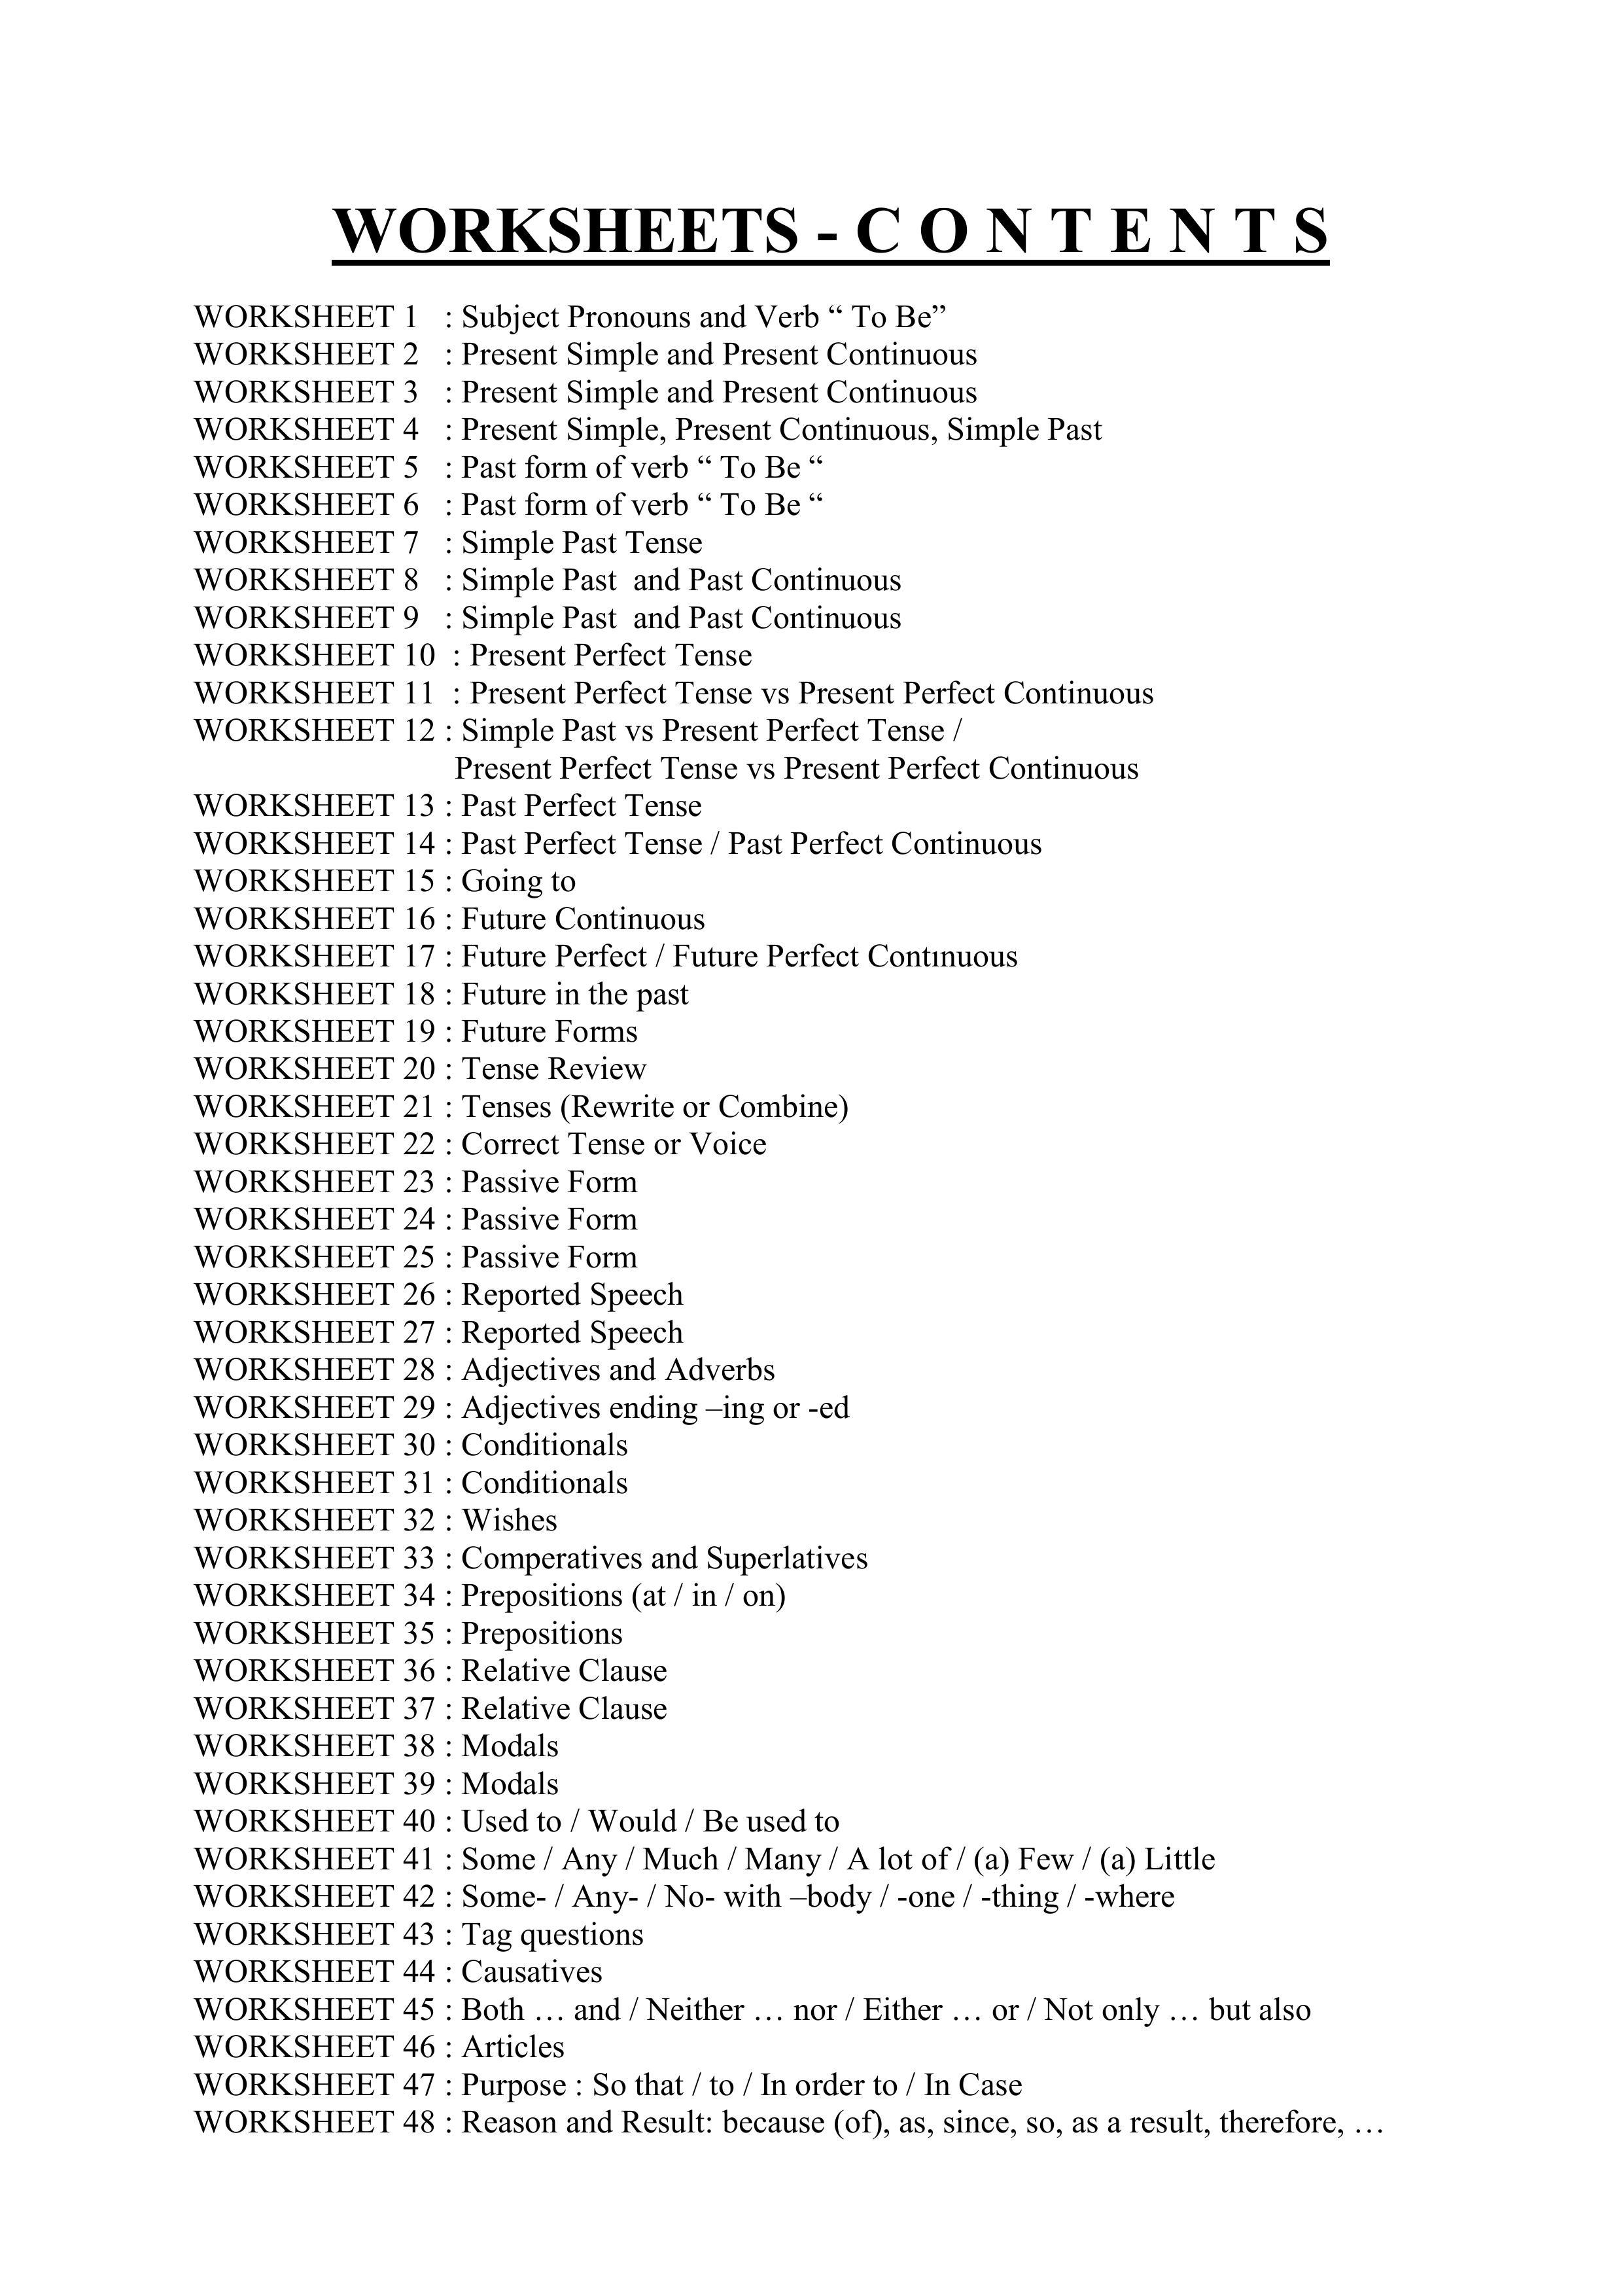 WORKSHEETS - C O N T E N T S
WORKSHEET 1 : Subject Pronouns and Verb “ To Be”
WORKSHEET 2 : Present Simple and Present Continuous
WORKSHEET 3 : Present Simple and Present Continuous
WORKSHEET 4 : Present Simple, Present Continuous, Simple Past
WORKSHEET 5 : Past form of verb “ To Be “
WORKSHEET 6 : Past form of verb “ To Be “
WORKSHEET 7 : Simple Past Tense
WORKSHEET 8 : Simple Past and Past Continuous
WORKSHEET 9 : Simple Past and Past Continuous
WORKSHEET 10 : Present Perfect Tense
WORKSHEET 11 : Present Perfect Tense vs Present Perfect Continuous
WORKSHEET 12 : Simple Past vs Present Perfect Tense /
Present Perfect Tense vs Present Perfect Continuous
WORKSHEET 13 : Past Perfect Tense
WORKSHEET 14 : Past Perfect Tense / Past Perfect Continuous
WORKSHEET 15 : Going to
WORKSHEET 16 : Future Continuous
WORKSHEET 17 : Future Perfect / Future Perfect Contınuous
WORKSHEET 18 : Future in the past
WORKSHEET 19 : Future Forms
WORKSHEET 20 : Tense Review
WORKSHEET 21 : Tenses (Rewrite or Combine)
WORKSHEET 22 : Correct Tense or Voice
WORKSHEET 23 : Passive Form
WORKSHEET 24 : Passive Form
WORKSHEET 25 : Passive Form
WORKSHEET 26 : Reported Speech
WORKSHEET 27 : Reported Speech
WORKSHEET 28 : Adjectives and Adverbs
WORKSHEET 29 : Adjectives ending –ing or -ed
WORKSHEET 30 : Conditionals
WORKSHEET 31 : Conditionals
WORKSHEET 32 : Wishes
WORKSHEET 33 : Comperatives and Superlatives
WORKSHEET 34 : Prepositions (at / in / on)
WORKSHEET 35 : Prepositions
WORKSHEET 36 : Relative Clause
WORKSHEET 37 : Relative Clause
WORKSHEET 38 : Modals
WORKSHEET 39 : Modals
WORKSHEET 40 : Used to / Would / Be used to
WORKSHEET 41 : Some / Any / Much / Many / A lot of / (a) Few / (a) Little
WORKSHEET 42 : Some- / Any- / No- with –body / -one / -thing / -where
WORKSHEET 43 : Tag questions
WORKSHEET 44 : Causatives
WORKSHEET 45 : Both … and / Neither … nor / Either … or / Not only … but also
WORKSHEET 46 : Articles
WORKSHEET 47 : Purpose : So that / to / In order to / In Case
WORKSHEET 48 : Reason and Result: because (of), as, since, so, as a result, therefore, …